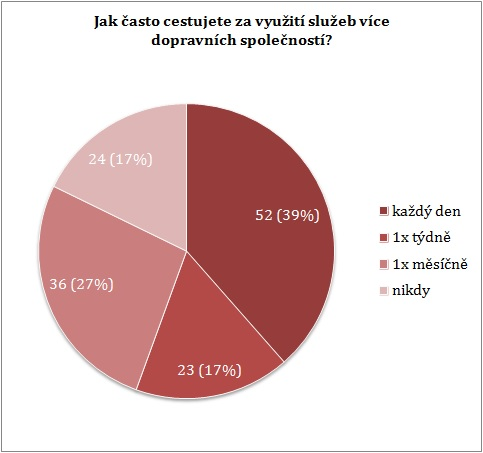 Jak často cestujete za využití služeb více
dopravních společností?
24 (17%)
52 (39%)
36 (27%)
23 (17%)
každý den
1x týdně
1x měsíčně
nikdy